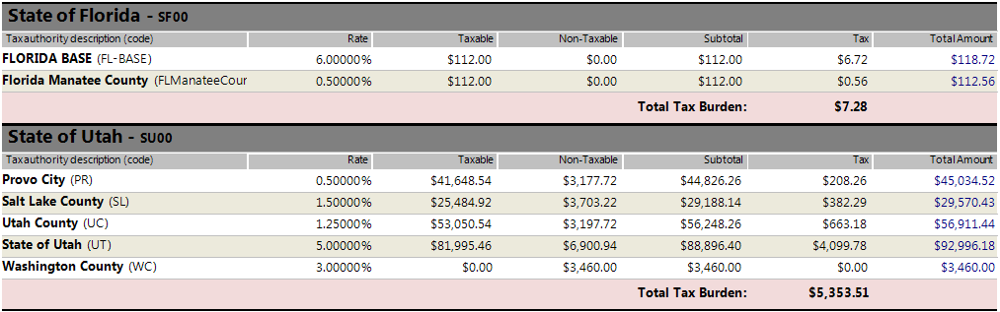 State of Florida - SF00
Taxauthority description (code) Rate Taxable Non-Taxable Subtotal Tax Total Amount
FLORIDA BASE (FL-BASE) 6.00000% $112.00 $0.00 $112.00 $6.72 $118.72
Florida Manatee County (FLManateeCour 0.50000% $112.00 $0.00 $112.00 $0.56 $112.56
Total Tax Burden: $7.28
State of Utah - SU00
Taxauthority description (code) Rate Taxable Non-Taxable Subtotal Tax Total Amount
Provo City (PR) 0.50000% $41,648.54 $3,177.72 $44,826.26 $208.26 $45,034.52
Salt Lake County (SL) 1.50000% $25,484.92 $3,703.22 $29,188.14 $382.29 $29,570.43
Utah County (UC) 1.25000% $53,050.54 $3,197.72 $56,248.26 $663.18 $56,911.44
State of Utah (UT) 5.00000% $81,995.46 $6,900.94 $88,896.40 $4,099.78 $92,996.18
Washington County (WC) 3.00000% $0.00 $3,460.00 $3,460.00 $0.00 $3,460.00
Total Tax Burden: $5,353.51